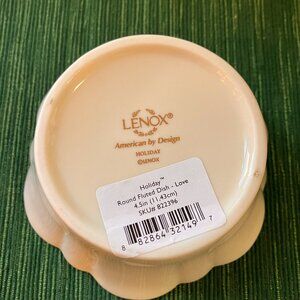 LENOX®
American by Design
HOLIDAY
©LENOX
Holiday™
Round Fluted Dish - Love
4.5in (11.43cm)
SKU# 822396
8 82864 32149 7